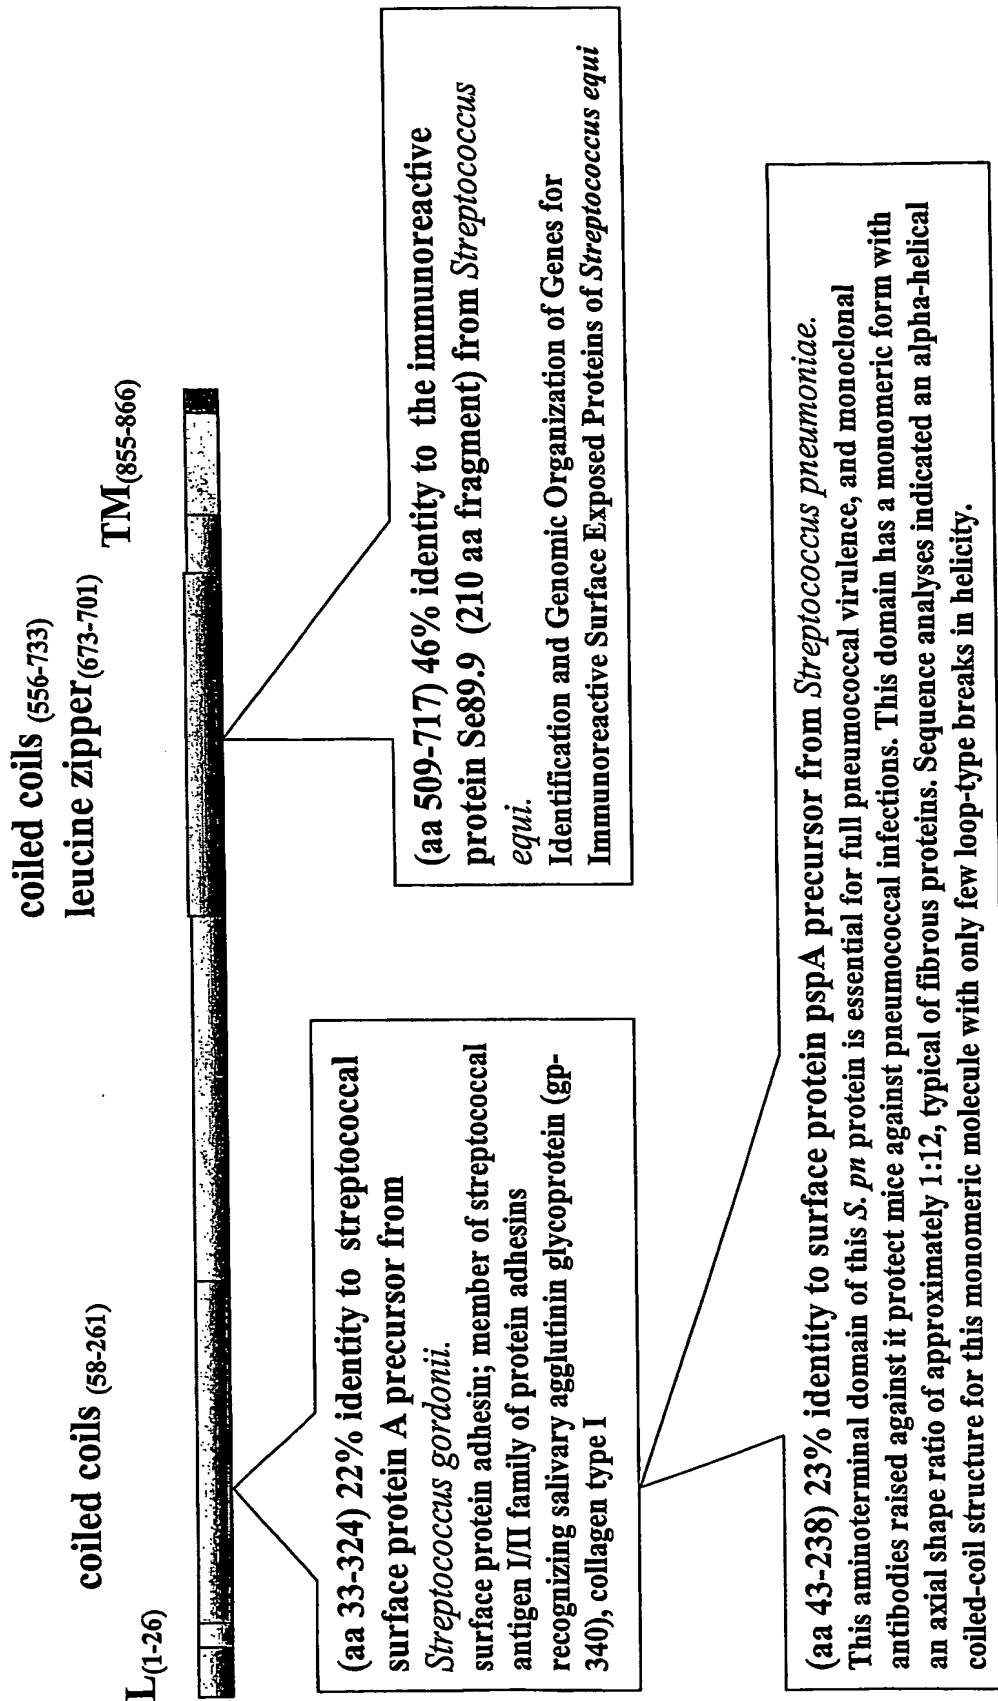 L(1-26)
coiled coils (58-261)
coiled coils (556-733)
leucine zipper(673-701)
TM(855-866)
(aa 33-324) 22% identity to streptococcal
surface protein A precursor from
Streptococcus gordonii.
surface protein adhesin; member of streptococcal
antigen I/II family of protein adhesins
recognizing salivary agglutinin glycoprotein (gp-
340), collagen type I
(aa 509-717) 46% identity to the immunoreactive
protein Se89.9 (210 aa fragment) from Streptococcus
equi.
Identification and Genomic Organization of Genes for
Immunoreactive Surface Exposed Proteins of Streptococcus equi
(aa 43-238) 23% identity to surface protein pspA precursor from Streptococcus pneumoniae.
This aminoterminal domain of this S. pn protein is essential for full pneumococcal virulence, and monoclonal
antibodies raised against it protect mice against pneumococcal infections. This domain has a monomeric form with
an axial shape ratio of approximately 1:12, typical of fibrous proteins. Sequence analyses indicated an alpha-helical
coiled-coil structure for this monomeric molecule with only few loop-type breaks in helicity.